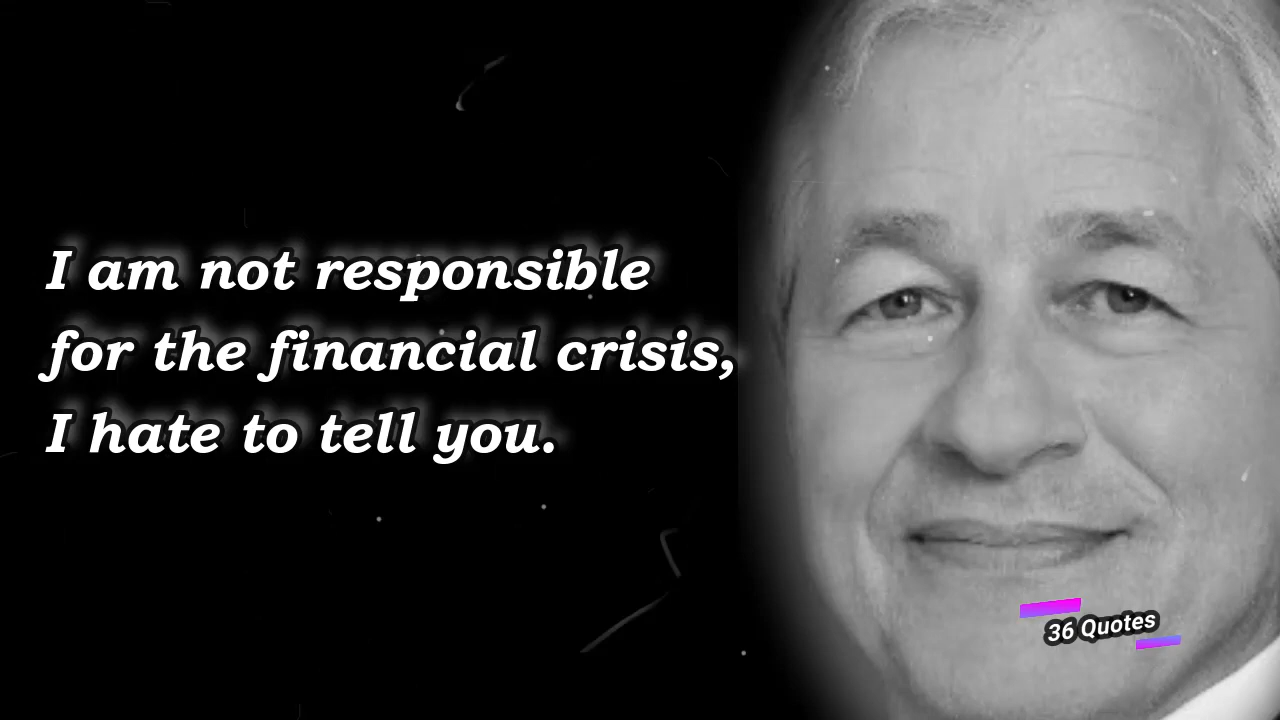 I am not responsible
for the financial crisis,
I hate to tell you.
36 Quotes